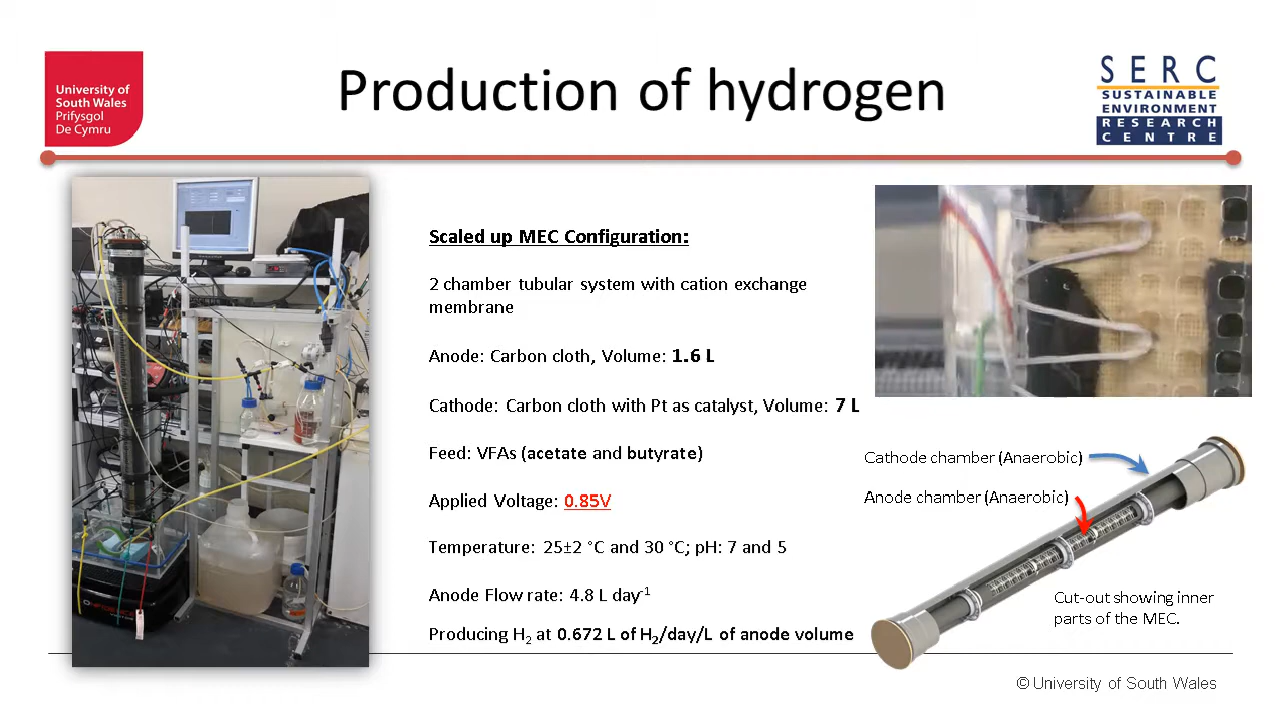 University of
South Wales
Prifysgol
De Cymru
Production of hydrogen
SERC
SUSTAINABLE
ENVIRONMENT
RESEARCH
CENTRE
Scaled up MEC Configuration:
2 chamber tubular system with cation exchange
membrane
Anode: Carbon cloth, Volume: 1.6 L
Cathode: Carbon cloth with Pt as catalyst, Volume: 7 L
Feed: VFAs (acetate and butyrate)
Applied Voltage: 0.85V
Temperature: 25±2 °C and 30 °C; pH: 7 and 5
Anode Flow rate: 4.8 L day⁻¹
Producing H₂ at 0.672 L of H₂/day/L of anode volume
Cathode chamber (Anaerobic)
Anode chamber (Anaerobic)
Cut-out showing inner
parts of the MEC.
© University of South Wales